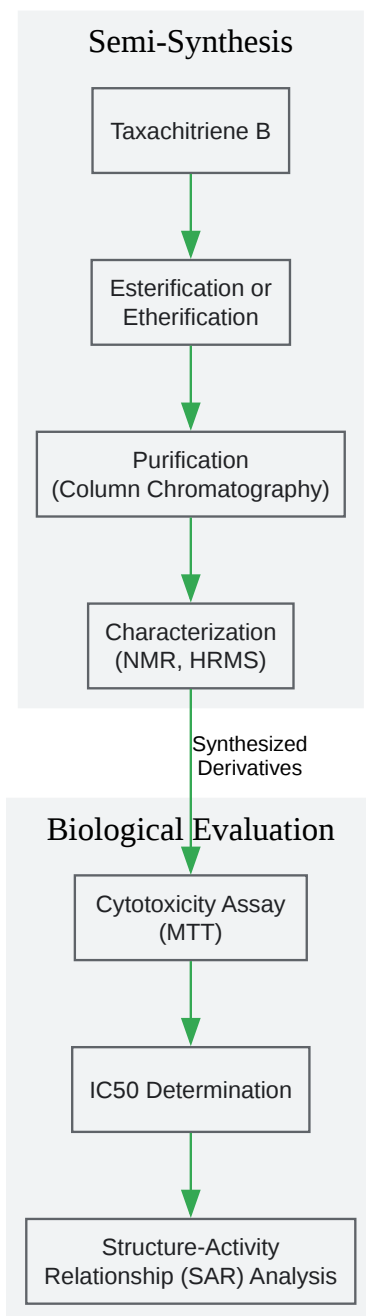 Semi-Synthesis
Taxachitriene B
Esterification or
Etherification
Purification
(Column Chromatography)
Characterization
(NMR, HRMS)
Synthesized
Derivatives
Biological Evaluation
Cytotoxicity Assay
(MTT)
IC50 Determination
Structure-Activity
Relationship (SAR) Analysis